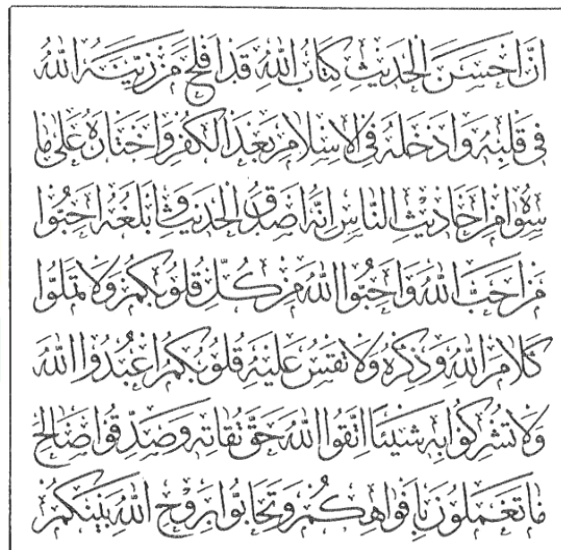 ان احسن الحديث كتاب الله قد افلح من زينه الله
في قلبه وادخله في الاسلام بعد الكفر واختاره على ما
سواه من احاديث الناس انه اصدق الحديث وابلغه احبوا
من احب الله واحبوا الله من كل قلوبكم ولا تملوا
كلام الله وذكره ولا تقس عليه قلوبكم اعبدوا الله
ولا تشركوا به شيئا اتقوا الله حق تقاته وصدقوا صالح
ما تعملون بافواهكم وتحابوا بروح الله بينكم